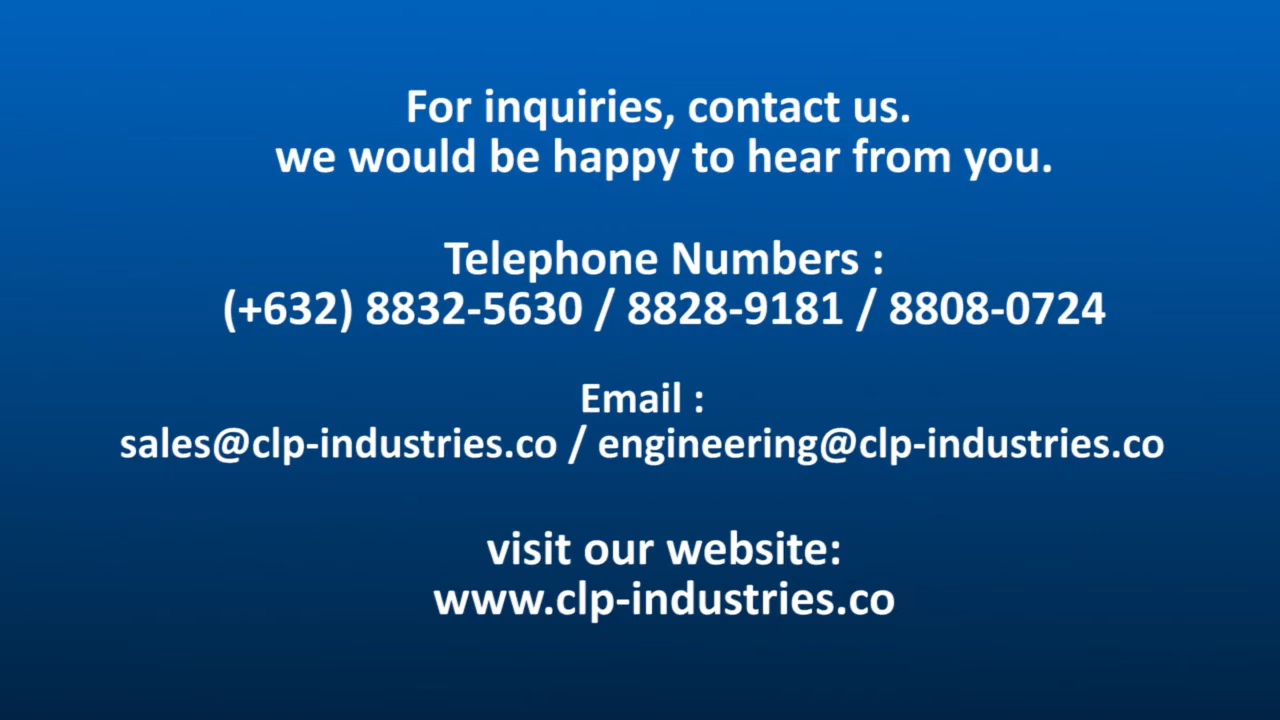 For inquiries, contact us.
we would be happy to hear from you.
Telephone Numbers :
(+632) 8832-5630 / 8828-9181 / 8808-0724
Email :
sales@clp-industries.co / engineering@clp-industries.co
visit our website:
www.clp-industries.co